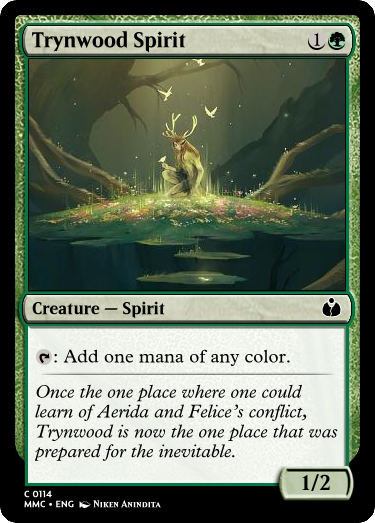 Trynwood Spirit 1
Creature — Spirit
: Add one mana of any color.
Once the one place where one could
learn of Aerida and Felice's conflict,
Trynwood is now the one place that was
prepared for the inevitable.
1/2
C 0114
MMC • ENG Niken Anindita